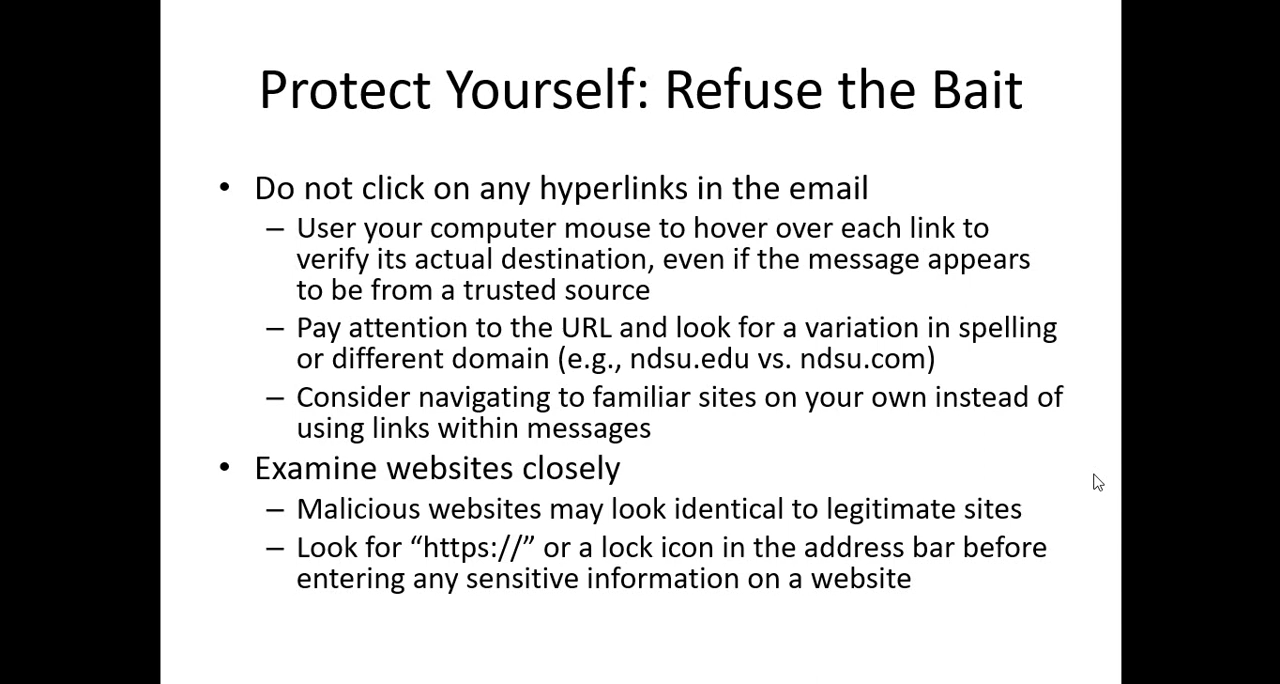 Protect Yourself: Refuse the Bait
• Do not click on any hyperlinks in the email
– User your computer mouse to hover over each link to
verify its actual destination, even if the message appears
to be from a trusted source
– Pay attention to the URL and look for a variation in spelling
or different domain (e.g., ndsu.edu vs. ndsu.com)
– Consider navigating to familiar sites on your own instead of
using links within messages
• Examine websites closely
– Malicious websites may look identical to legitimate sites
– Look for “https://” or a lock icon in the address bar before
entering any sensitive information on a website